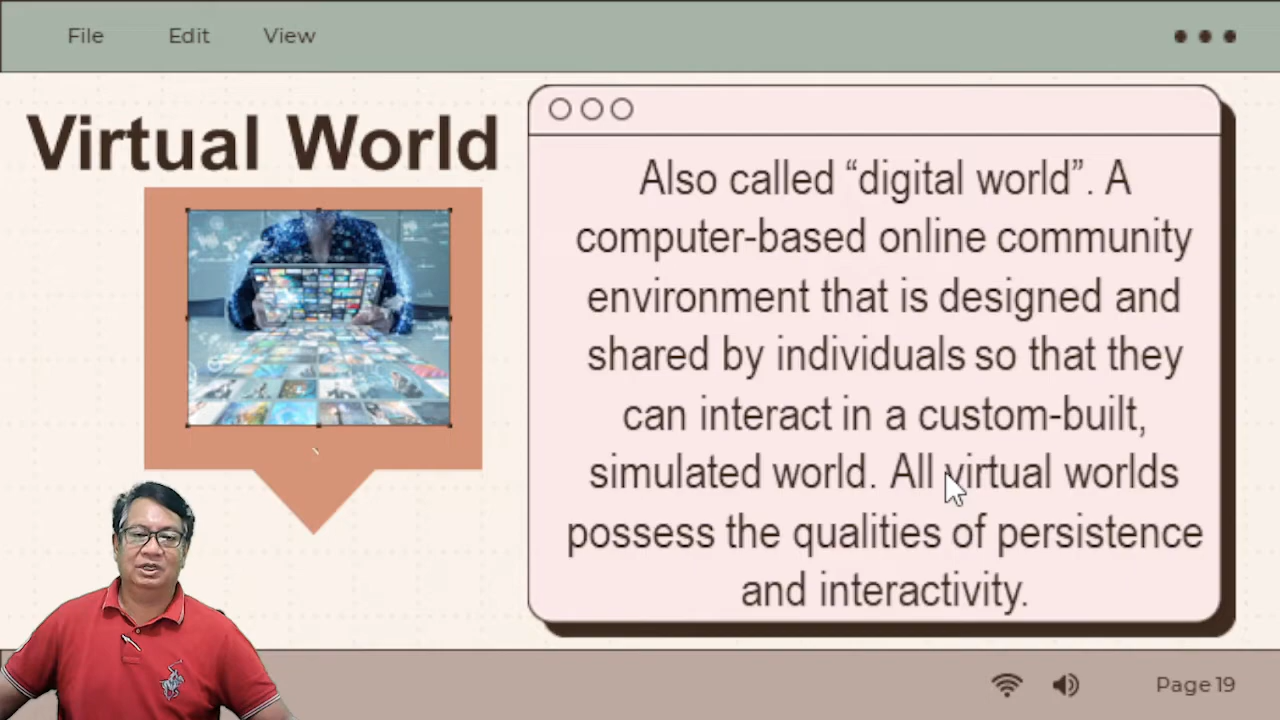 File Edit View
Virtual World
Also called “digital world”. A
computer-based online community
environment that is designed and
shared by individuals so that they
can interact in a custom-built,
simulated world. All virtual worlds
possess the qualities of persistence
and interactivity.
Page 19